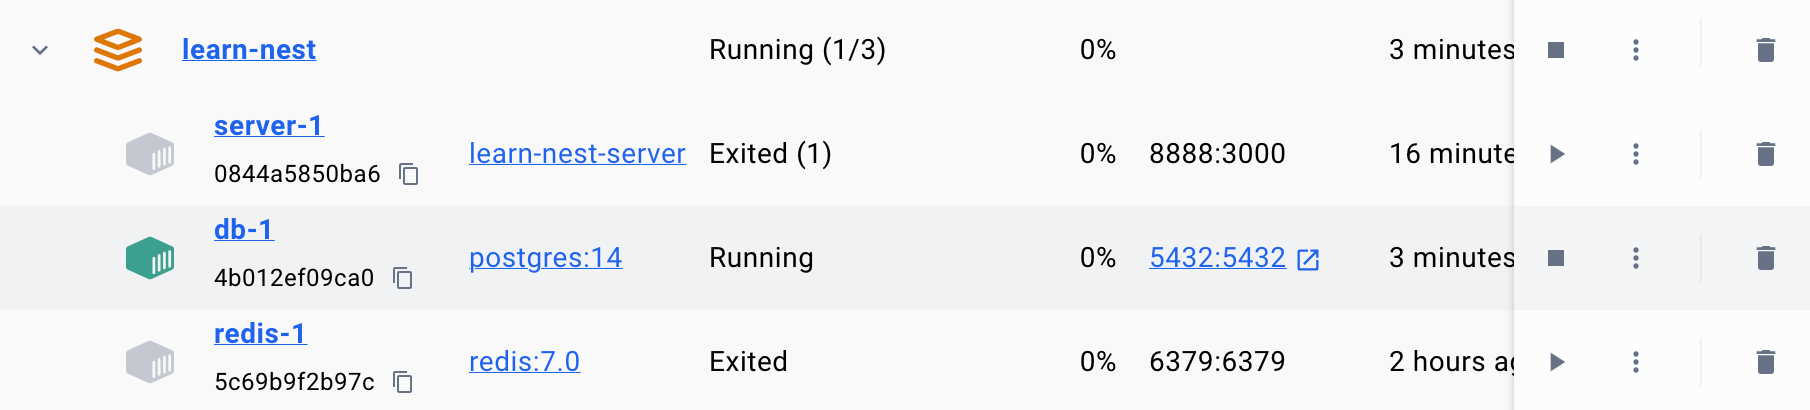 learn-nest Running (1/3) 0% 3 minutes
server-1
0844a5850ba6 learn-nest-server Exited (1) 0% 8888:3000 16 minute
db-1
4b012ef09ca0 postgres:14 Running 0% 5432:5432 3 minutes
redis-1
5c69b9f2b97c redis:7.0 Exited 0% 6379:6379 2 hours ag